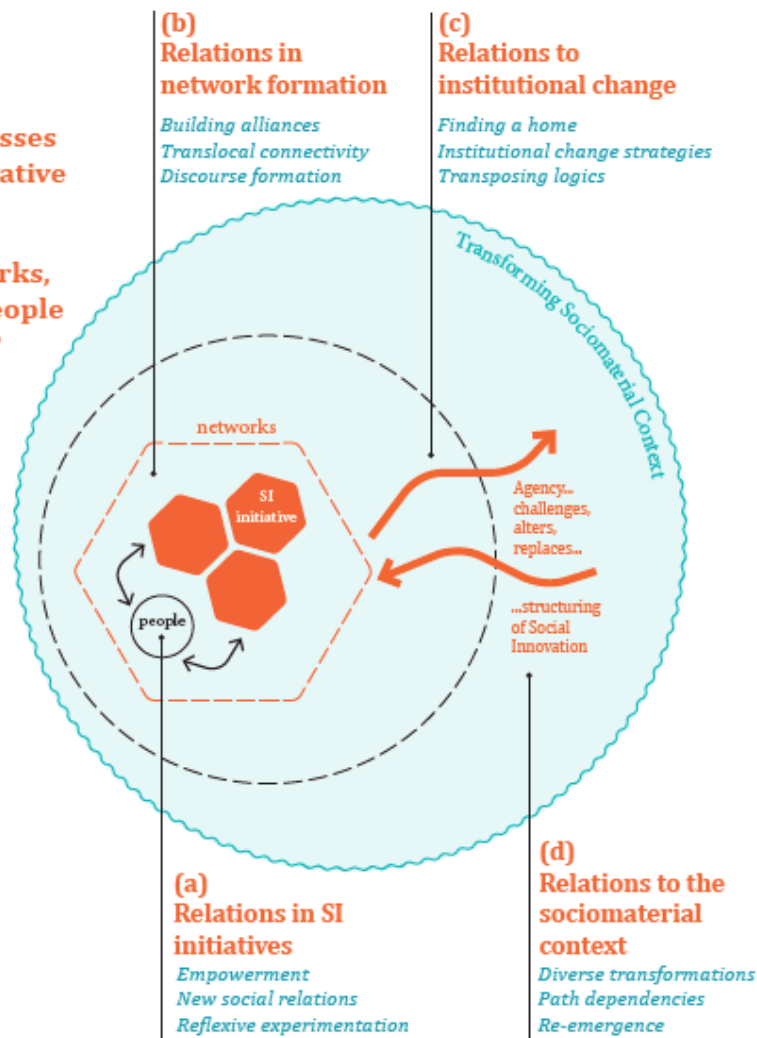 (b)
Relations in
network formation
Building alliances
Translocal connectivity
Discourse formation
(c)
Relations to
institutional change
Finding a home
Institutional change strategies
Transposing logics
sses
ative
rks,
eople
Transforming Sociomaterial Context
networks
SI
initiative
people
Agency...
challenges,
alters,
replaces...
...structuring
of Social
Innovation
(a)
Relations in SI
initiatives
Empowerment
New social relations
Reflexive experimentation
(d)
Relations to the
sociomaterial
context
Diverse transformations
Path dependencies
Re-emergence